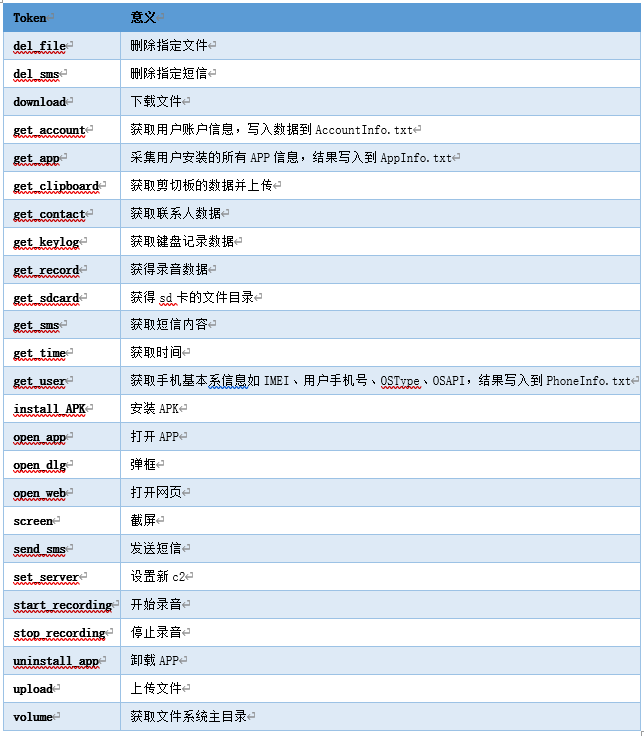 Token 意义
del_file 删除指定文件
del_sms 删除指定短信
download 下载文件
get_account 获取用户账户信息，写入数据到 AccountInfo.txt
get_app 采集用户安装的所有 APP 信息，结果写入到 AppInfo.txt
get_clipboard 获取剪切板的数据并上传
get_contact 获取联系人数据
get_keylog 获取键盘记录数据
get_record 获得录音数据
get_sdcard 获得 sd 卡的文件目录
get_sms 获取短信内容
get_time 获取时间
get_user 获取手机基本系信息如 IMEI、用户手机号、OSType、OSAPI，结果写入到 PhoneInfo.txt
install_APK 安装 APK
open_app 打开 APP
open_dlg 弹框
open_web 打开网页
screen 截屏
send_sms 发送短信
set_server 设置新 c2
start_recording 开始录音
stop_recording 停止录音
uninstall_app 卸载 APP
upload 上传文件
volume 获取文件系统主目录